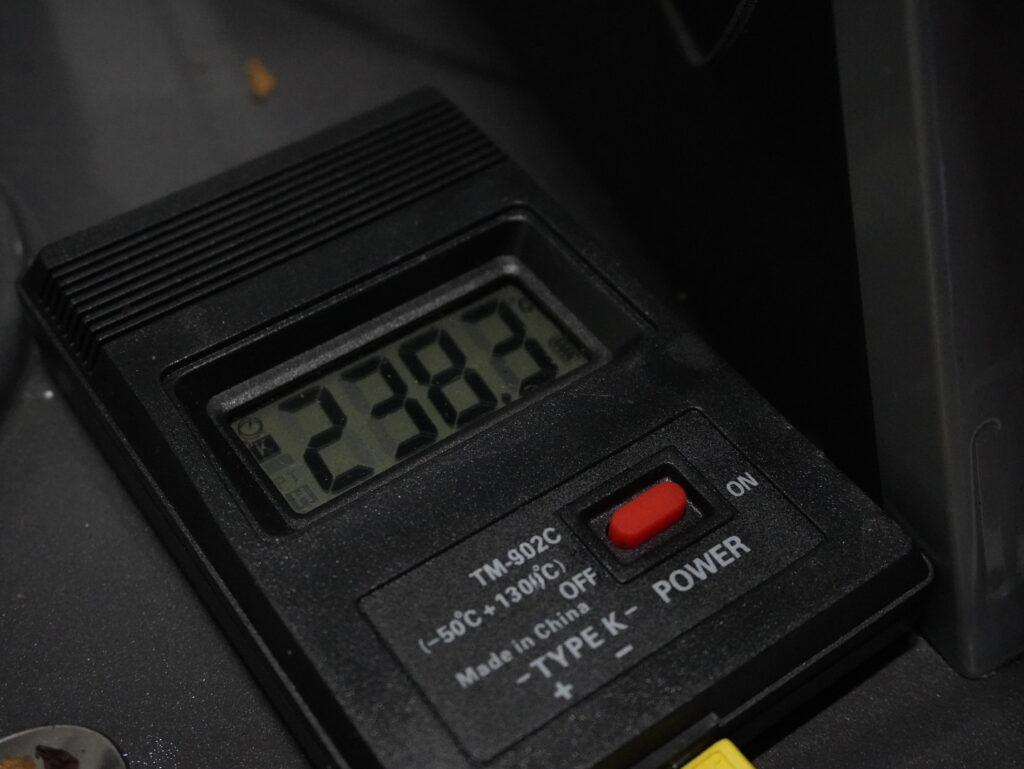 238.3
ON
TM-902C
(−50℃+1300℃)
OFF
POWER
Made in China
-TYPE K-
+ −